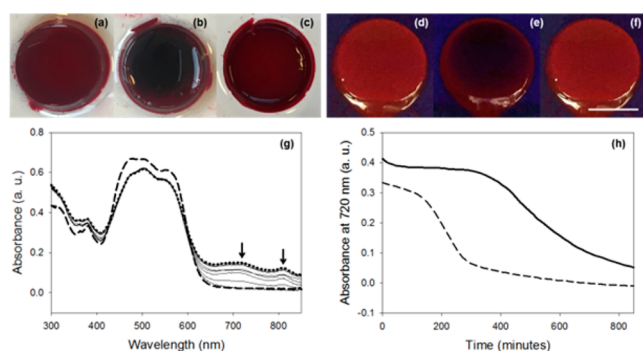 (a) (b) (c) (d) (e) (f)
(g)
0.8
0.6
0.4
0.2
0.0
Absorbance (a. u.)
300 400 500 600 700 800
Wavelength (nm)
(h)
0.5
0.4
0.3
0.2
0.1
0.0
-0.1
Absorbance at 720 nm (a. u.)
0 200 400 600 800
Time (minutes)